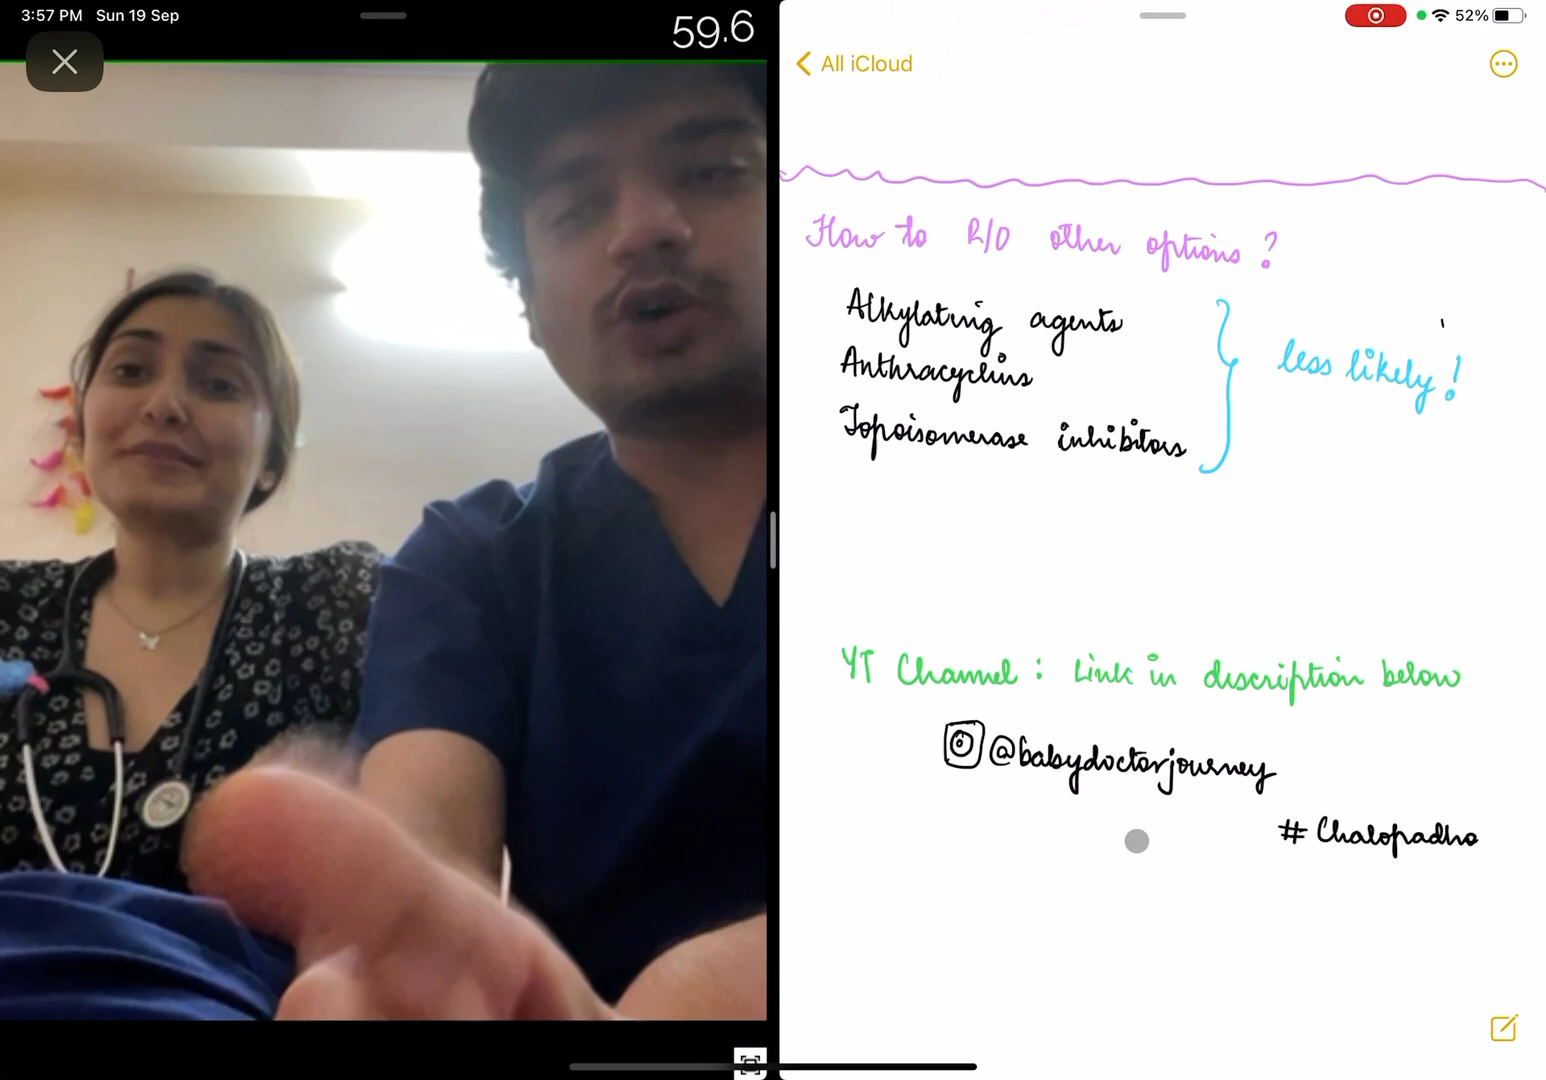 3:57 PM Sun 19 Sep
59.6
52%
All iCloud
How to R/O other options ?
Alkylating agents
Anthracyclins
Topoisomerase inhibitors
less likely !
YT Channel : Link in description below
@babydoctorjourney
# Chalopadho